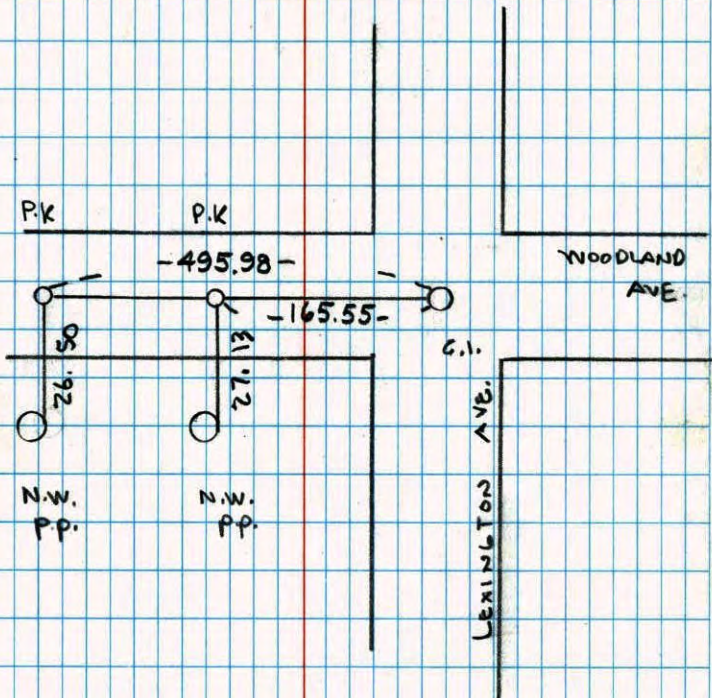 P.K
P.K
-495.98-
WOODLAND
AVE.
-165.55-
G.I.
26.50
27.13
LEXINGTON AVE.
N.W.
P.P.
N.W.
P.P.